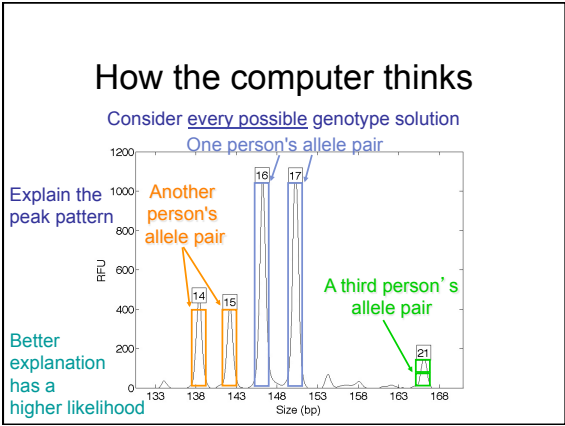 How the computer thinks
Consider every possible genotype solution
One person's allele pair
Explain the
peak pattern
Another
person's
allele pair
A third person's
allele pair
Better
explanation
has a
higher likelihood
1200
1000
800
600
400
200
0
RFU
14
15
16
17
21
133
138
143
148
153
158
163
168
Size (bp)